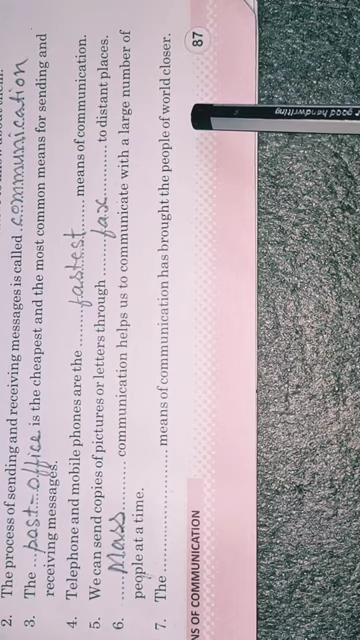 2. The process of sending and receiving messages is called communication
3. The post-office is the cheapest and the most common means for sending and
receiving messages.
4. Telephone and mobile phones are the ........fastest...... means of communication.
5. We can send copies of pictures or letters through ........fax.......... to distant places.
6. ......Mass.......... communication helps us to communicate with a large number of
people at a time.
7. The ........................ means of communication has brought the people of world closer.
NS OF COMMUNICATION
87
good handwriting